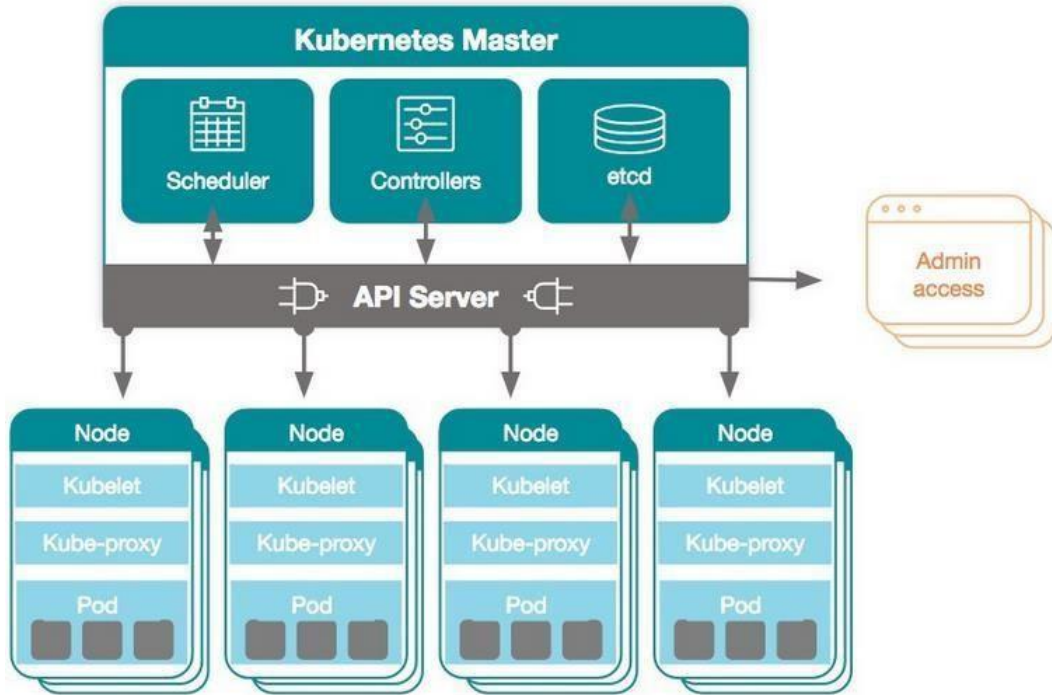 Kubernetes Master
Scheduler
Controllers
etcd
API Server
Admin
access
Node
Kubelet
Kube-proxy
Pod
Node
Kubelet
Kube-proxy
Pod
Node
Kubelet
Kube-proxy
Pod
Node
Kubelet
Kube-proxy
Pod